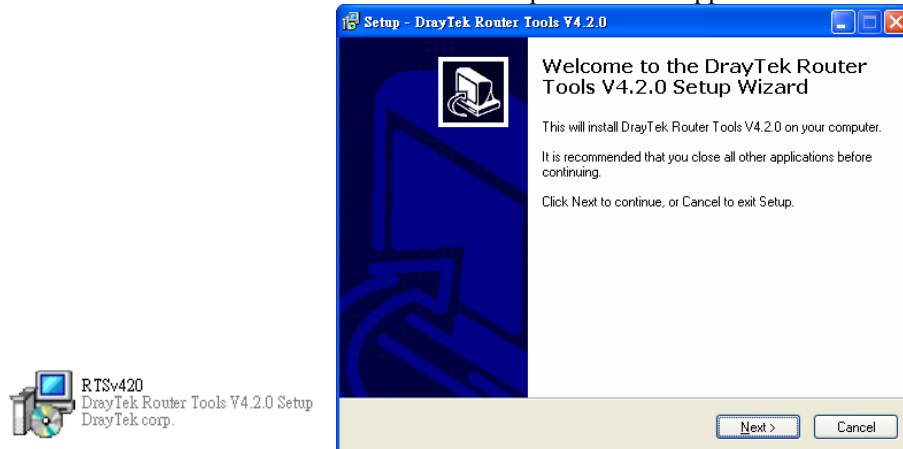 Setup - DrayTek Router Tools V4.2.0
Welcome to the DrayTek Router
Tools V4.2.0 Setup Wizard
This will install DrayTek Router Tools V4.2.0 on your computer.
It is recommended that you close all other applications before
continuing.
Click Next to continue, or Cancel to exit Setup.
RTSv420
DrayTek Router Tools V4.2.0 Setup
DrayTek corp.
Next >
Cancel